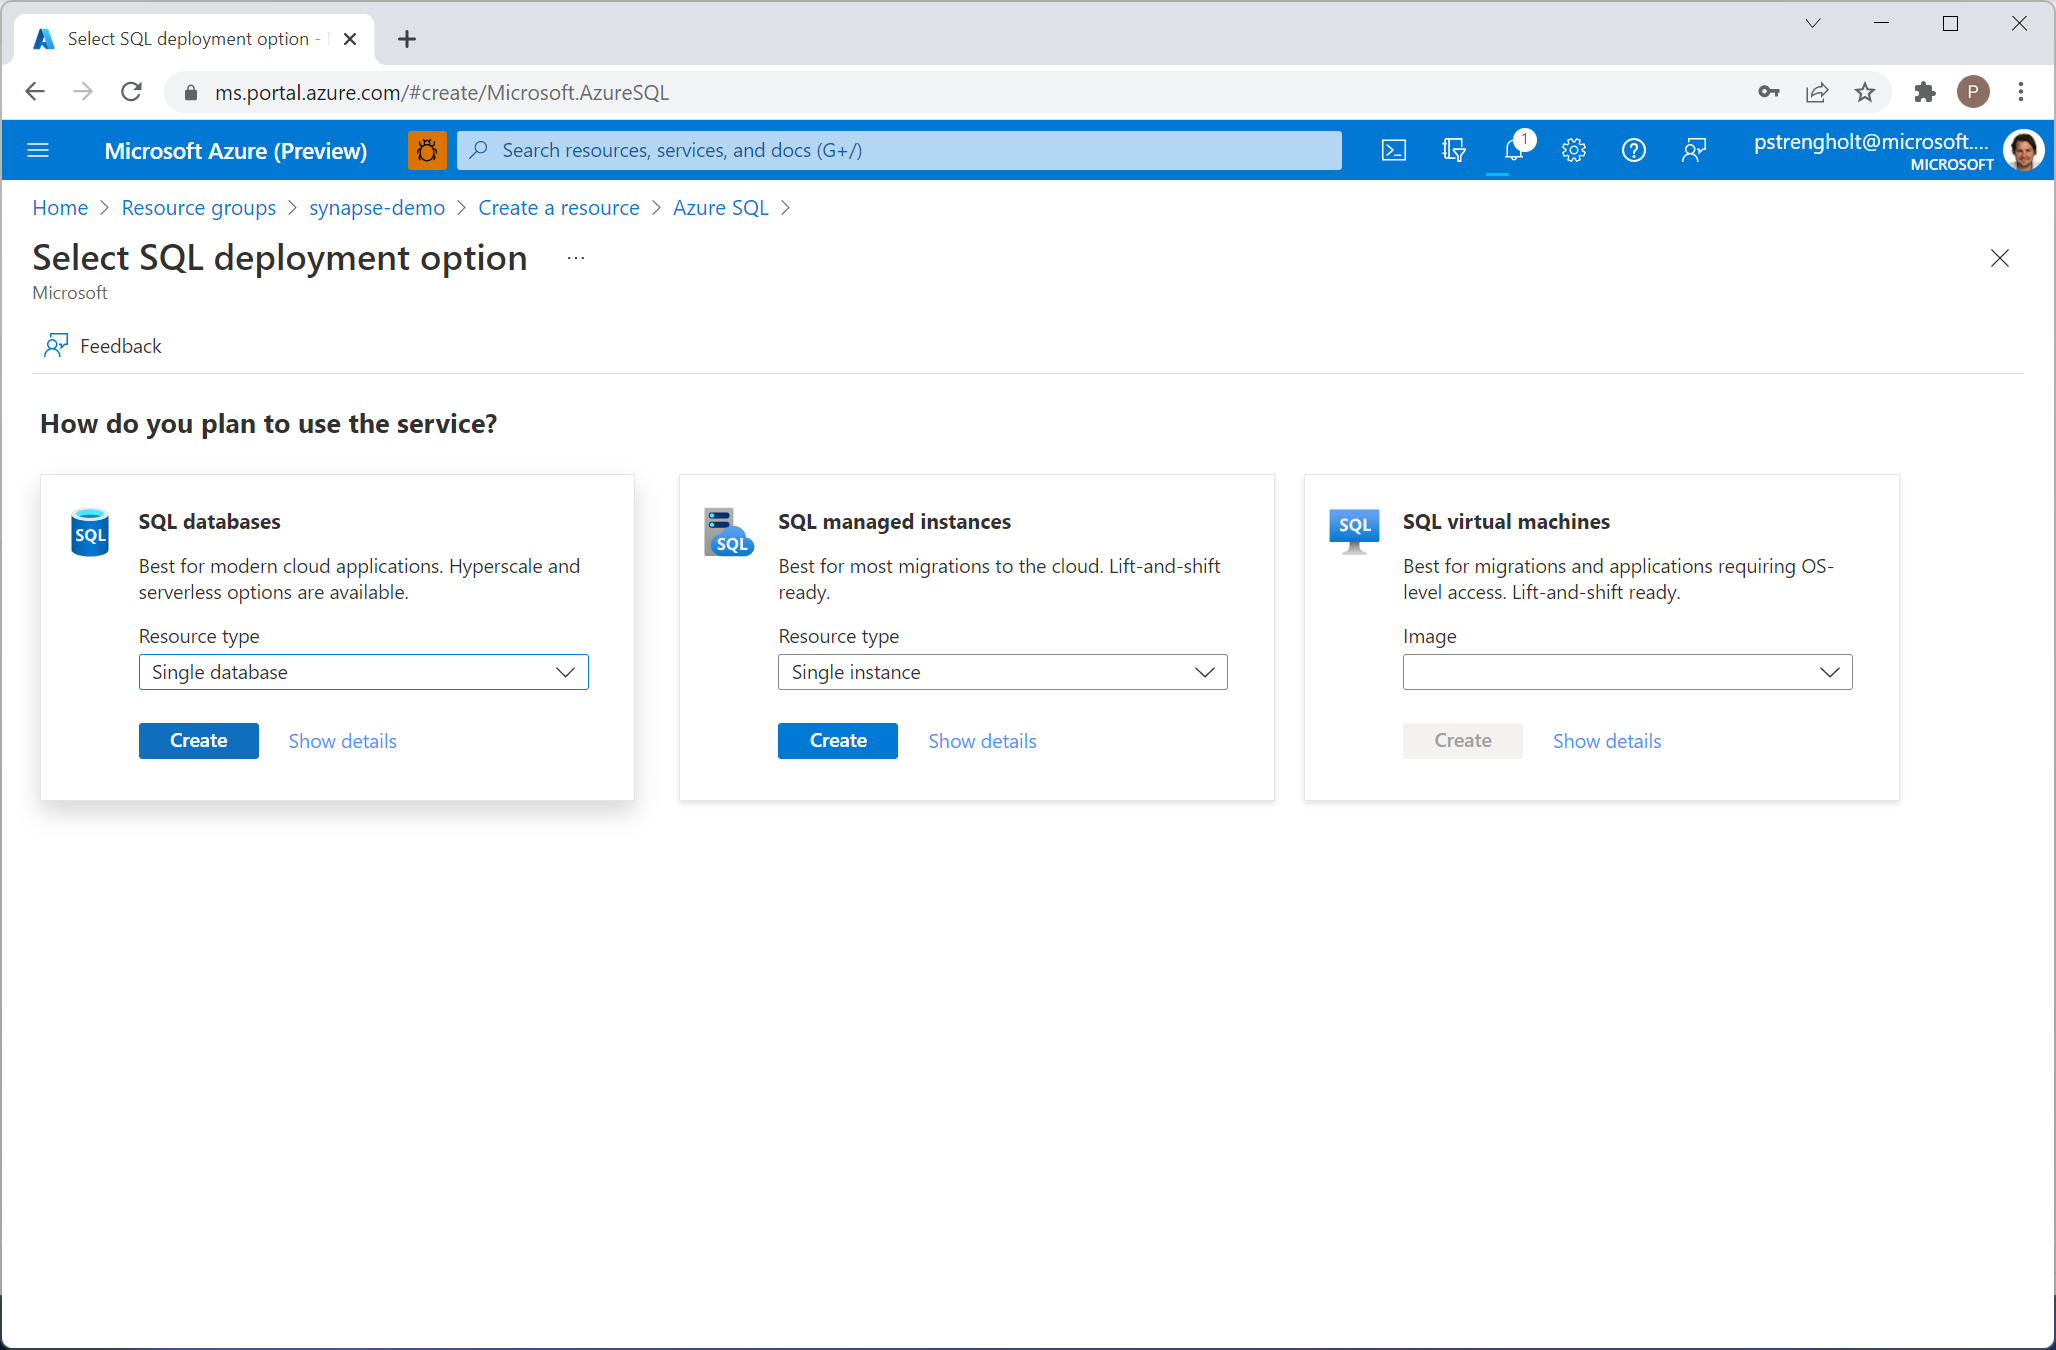 Select SQL deployment option -
ms.portal.azure.com/#create/Microsoft.AzureSQL
P
Microsoft Azure (Preview)
Search resources, services, and docs (G+/)
1
pstrengholt@microsoft....
MICROSOFT
Home > Resource groups > synapse-demo > Create a resource > Azure SQL >
Select SQL deployment option ...
Microsoft
Feedback
How do you plan to use the service?
SQL
SQL databases
Best for modern cloud applications. Hyperscale and
serverless options are available.
Resource type
Single database
Create
Show details
SQL
SQL managed instances
Best for most migrations to the cloud. Lift-and-shift
ready.
Resource type
Single instance
Create
Show details
SQL
SQL virtual machines
Best for migrations and applications requiring OS-
level access. Lift-and-shift ready.
Image
Create
Show details